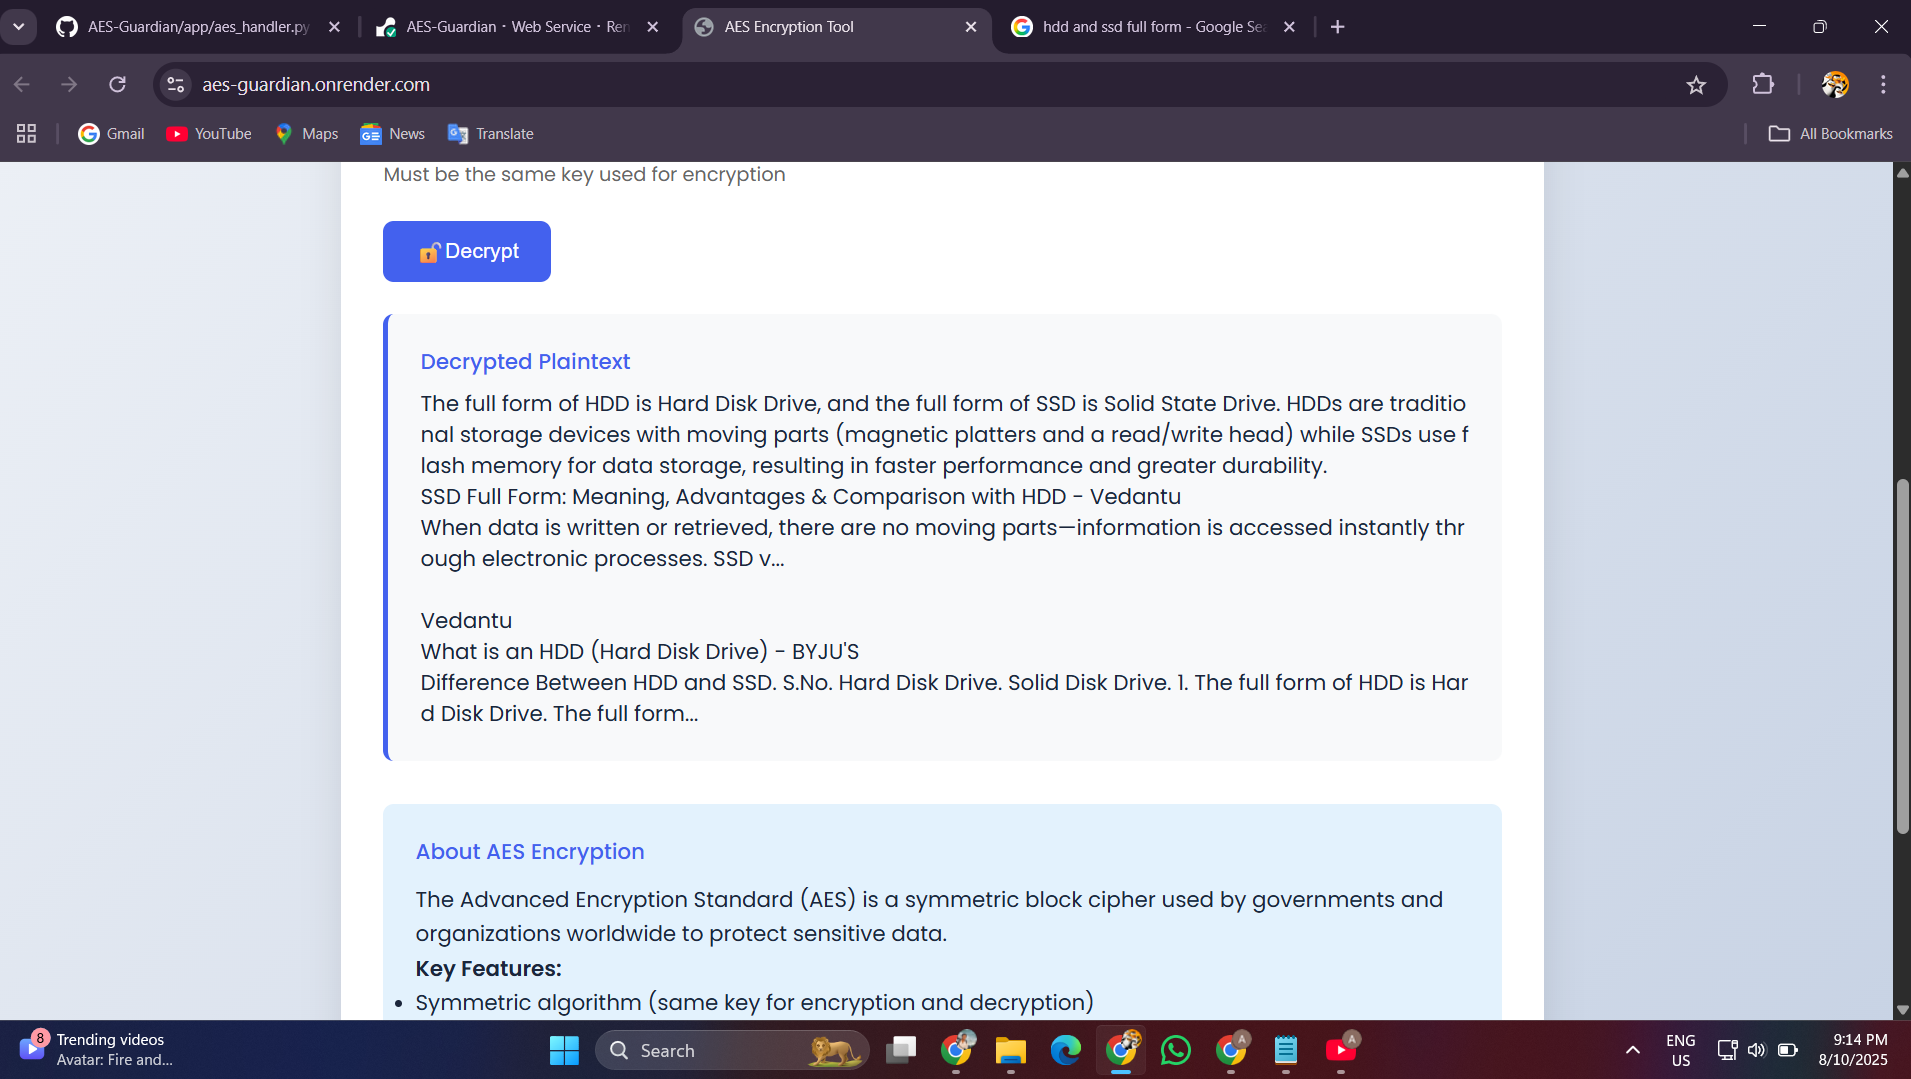 AES-Guardian/app/aes_handler.py
AES-Guardian · Web Service · Ren
AES Encryption Tool
hdd and ssd full form - Google Sea
aes-guardian.onrender.com
Gmail
YouTube
Maps
News
Translate
All Bookmarks
Must be the same key used for encryption
Decrypt
Decrypted Plaintext
The full form of HDD is Hard Disk Drive, and the full form of SSD is Solid State Drive. HDDs are traditio
nal storage devices with moving parts (magnetic platters and a read/write head) while SSDs use f
lash memory for data storage, resulting in faster performance and greater durability.
SSD Full Form: Meaning, Advantages & Comparison with HDD - Vedantu
When data is written or retrieved, there are no moving parts—information is accessed instantly thr
ough electronic processes. SSD v...
Vedantu
What is an HDD (Hard Disk Drive) - BYJU'S
Difference Between HDD and SSD. S.No. Hard Disk Drive. Solid Disk Drive. 1. The full form of HDD is Har
d Disk Drive. The full form...
About AES Encryption
The Advanced Encryption Standard (AES) is a symmetric block cipher used by governments and
organizations worldwide to protect sensitive data.
Key Features:
• Symmetric algorithm (same key for encryption and decryption)
8
Trending videos
Avatar: Fire and...
Search
A
A
ENG
US
9:14 PM
8/10/2025